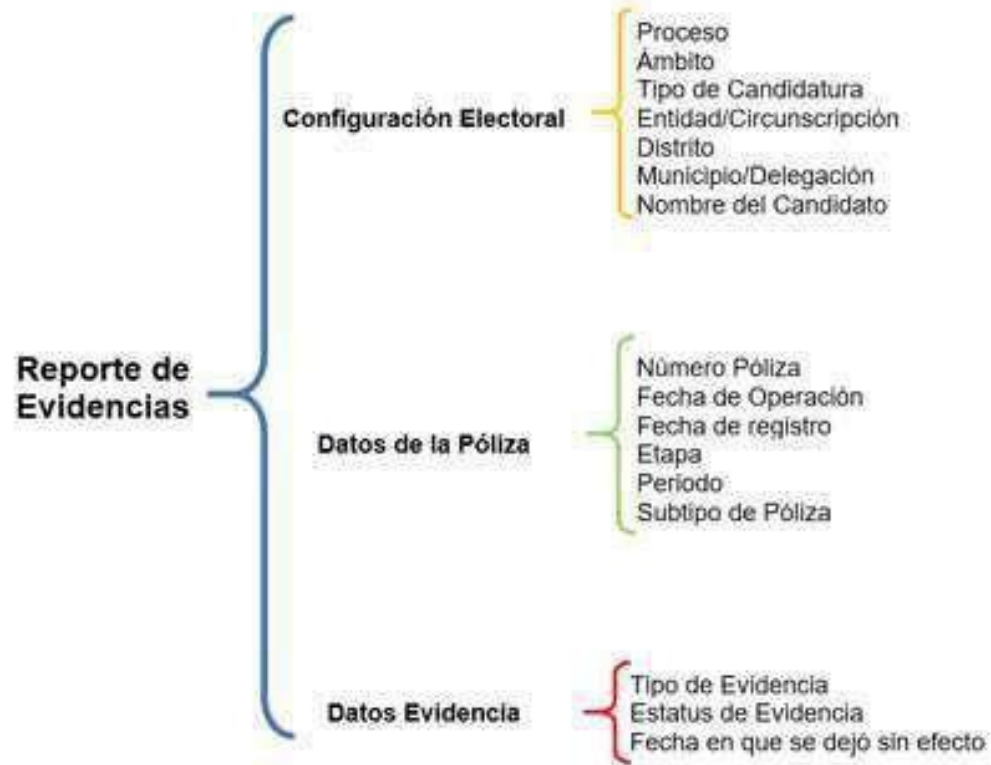 Reporte de
Evidencias
Configuración Electoral
Proceso
Ámbito
Tipo de Candidatura
Entidad/Circunscripción
Distrito
Municipio/Delegación
Nombre del Candidato
Datos de la Póliza
Número Póliza
Fecha de Operación
Fecha de registro
Etapa
Periodo
Subtipo de Póliza
Datos Evidencia
Tipo de Evidencia
Estatus de Evidencia
Fecha en que se dejó sin efecto